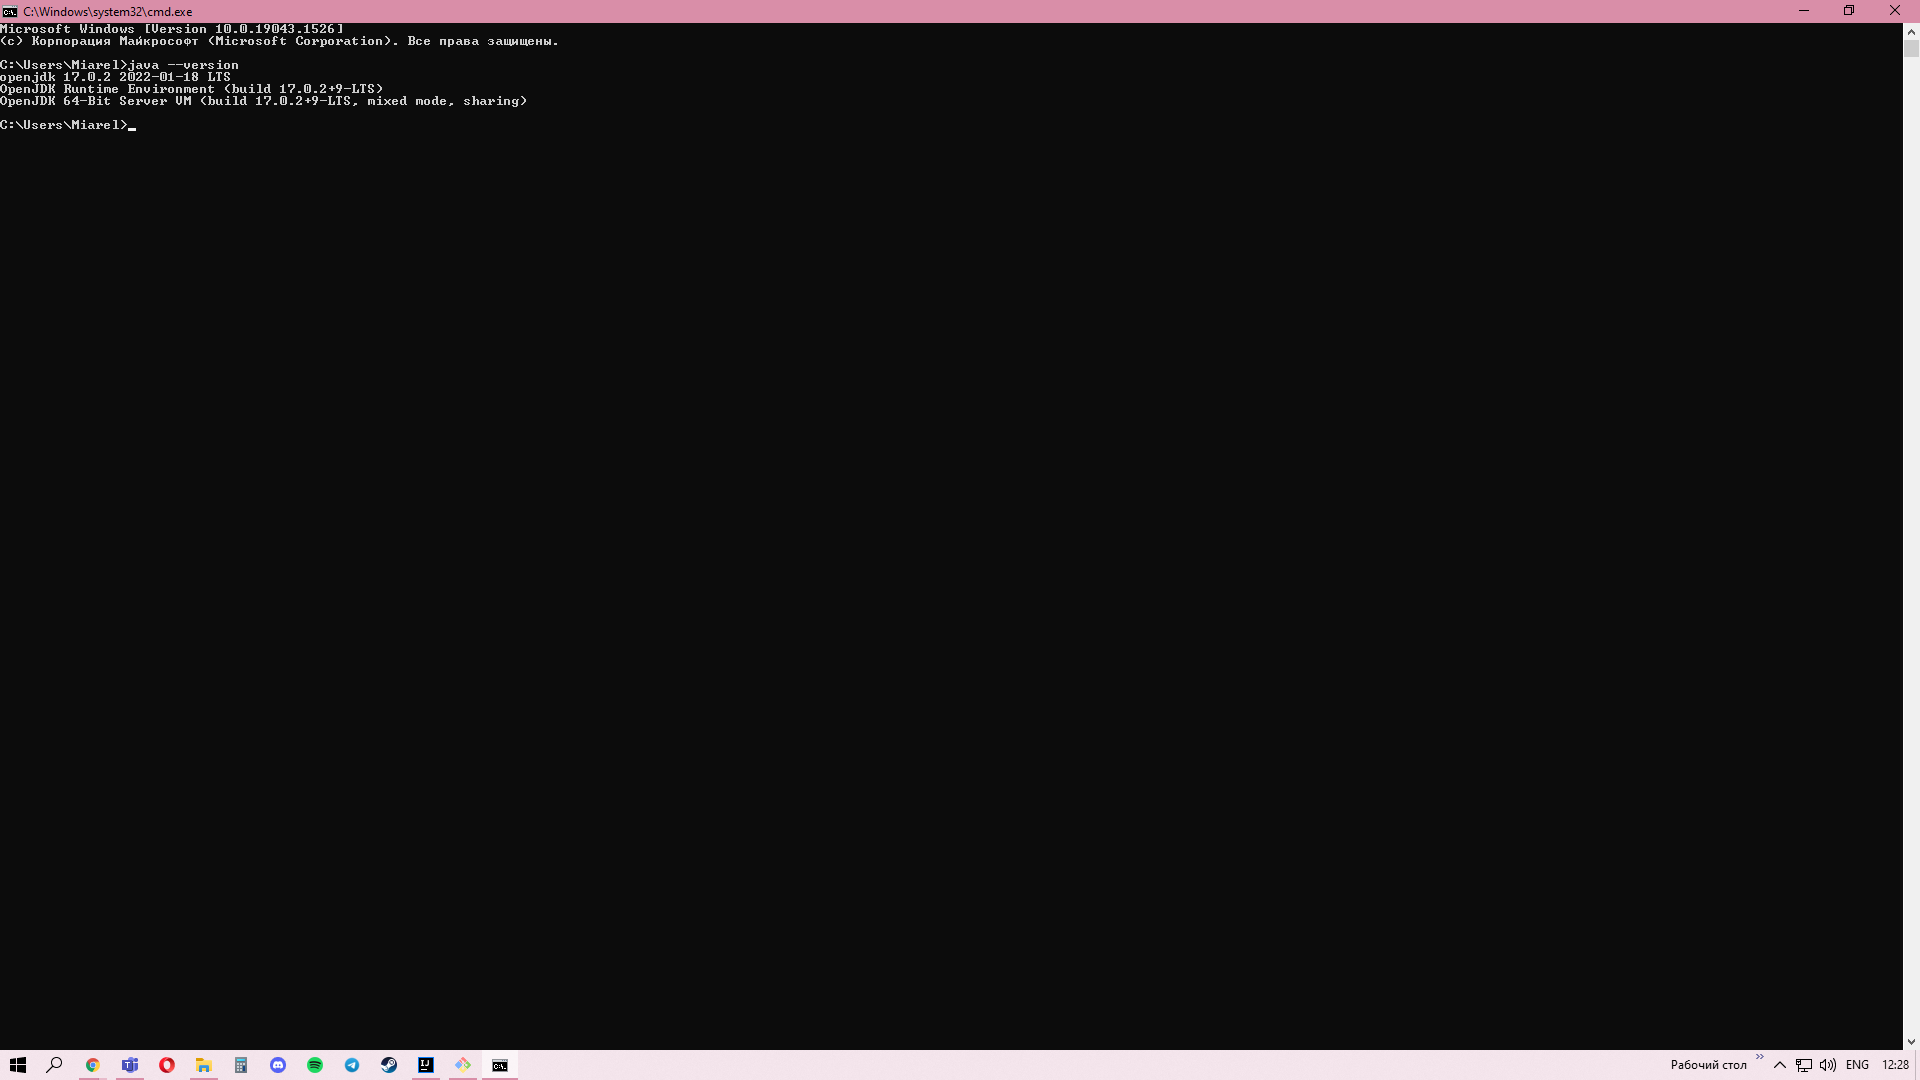 C:\Windows\system32\cmd.exe
Microsoft Windows [Version 10.0.19043.1526]
(c) Корпорация Майкрософт (Microsoft Corporation). Все права защищены.
C:\Users\Miarel>java --version
openjdk 17.0.2 2022-01-18 LTS
OpenJDK Runtime Environment (build 17.0.2+9-LTS)
OpenJDK 64-Bit Server VM (build 17.0.2+9-LTS, mixed mode, sharing)
C:\Users\Miarel>
Рабочий стол » ENG 12:28